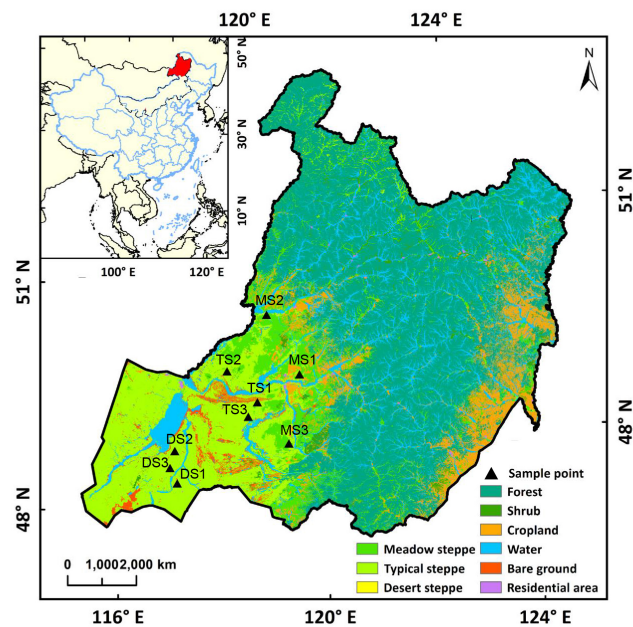 120° E
124° E
50° N
30° N
10° N
100° E
120° E
N
51° N
51° N
MS2
TS2
MS1
TS1
TS3
MS3
DS2
DS3
DS1
48° N
48° N
Sample point
Forest
Shrub
Cropland
Meadow steppe
Water
Typical steppe
Bare ground
Desert steppe
Residential area
0 1,000 2,000 km
116° E
120° E
124° E